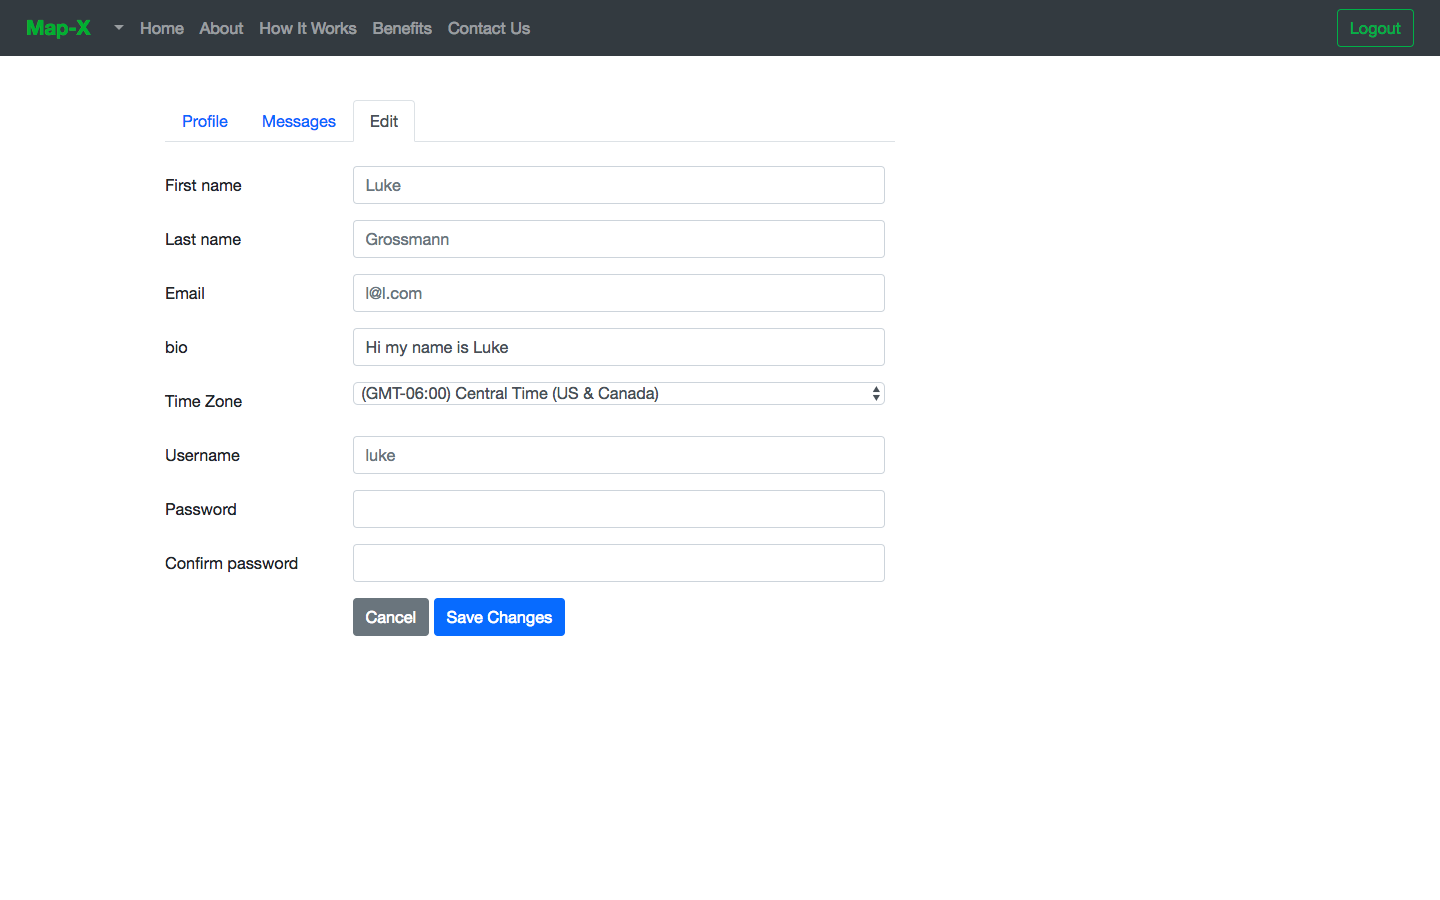 Map-X Home About How It Works Benefits Contact Us Logout
Profile Messages Edit
First name Luke
Last name Grossmann
Email l@l.com
bio Hi my name is Luke
Time Zone (GMT-06:00) Central Time (US & Canada)
Username luke
Password
Confirm password
Cancel Save Changes